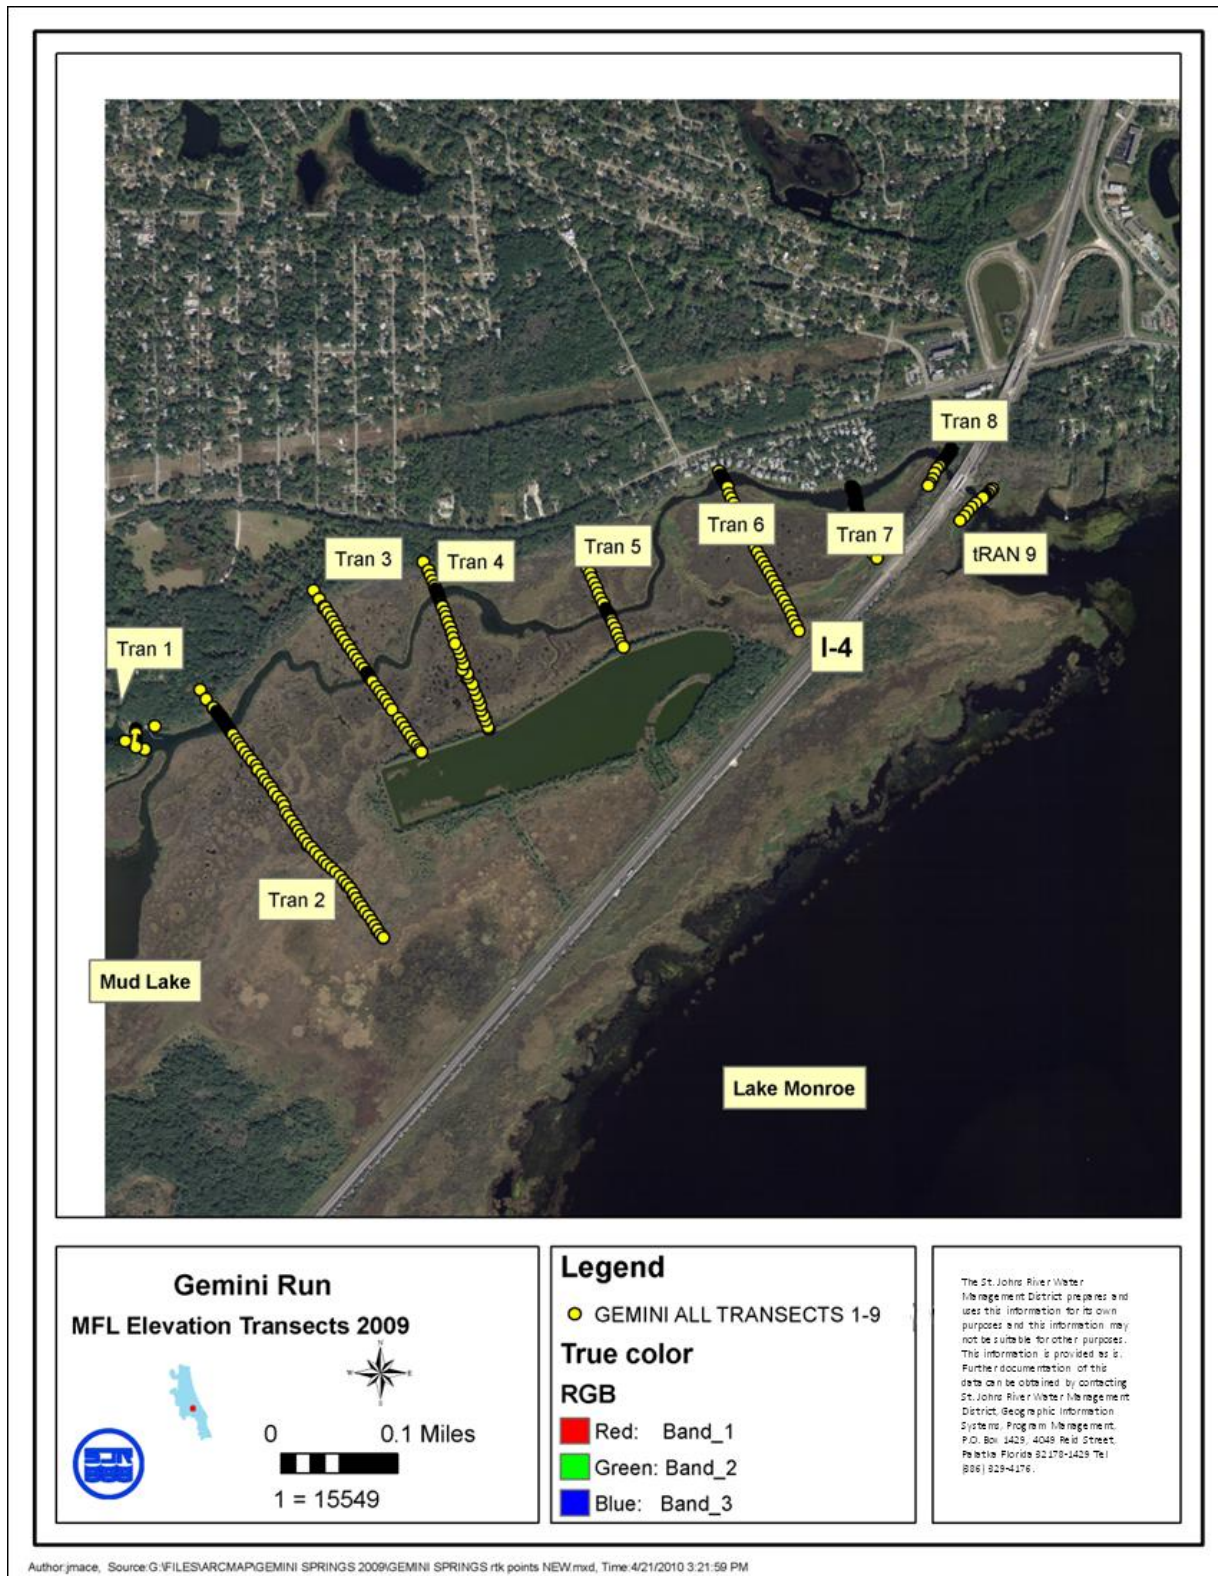 Tran 8
Tran 6
Tran 5
Tran 7
tRAN 9
Tran 3
Tran 4
Tran 1
I-4
Tran 2
Mud Lake
Lake Monroe
Gemini Run
MFL Elevation Transects 2009
N
W
E
S
0
0.1 Miles
1 = 15549
SJR
Legend
GEMINI ALL TRANSECTS 1-9
True color
RGB
Red: Band_1
Green: Band_2
Blue: Band_3
The St. Johns River Water
Management District prepares and
uses this information for its own
purposes and this information may
not be suitable for other purposes.
This information is provided as is.
Further documentation of this
data can be obtained by contacting
St. Johns River Water Management
District, Geographic Information
Systems, Program Management,
P.O. Box 1429, 4049 Reid Street,
Palatka Florida 32178-1429 Tel
(386) 329-4176.
Author:jmace, Source:G:\FILES\ARCMAP\GEMINI SPRINGS 2009\GEMINI SPRINGS rtk points NEW.mxd, Time:4/21/2010 3:21:59 PM